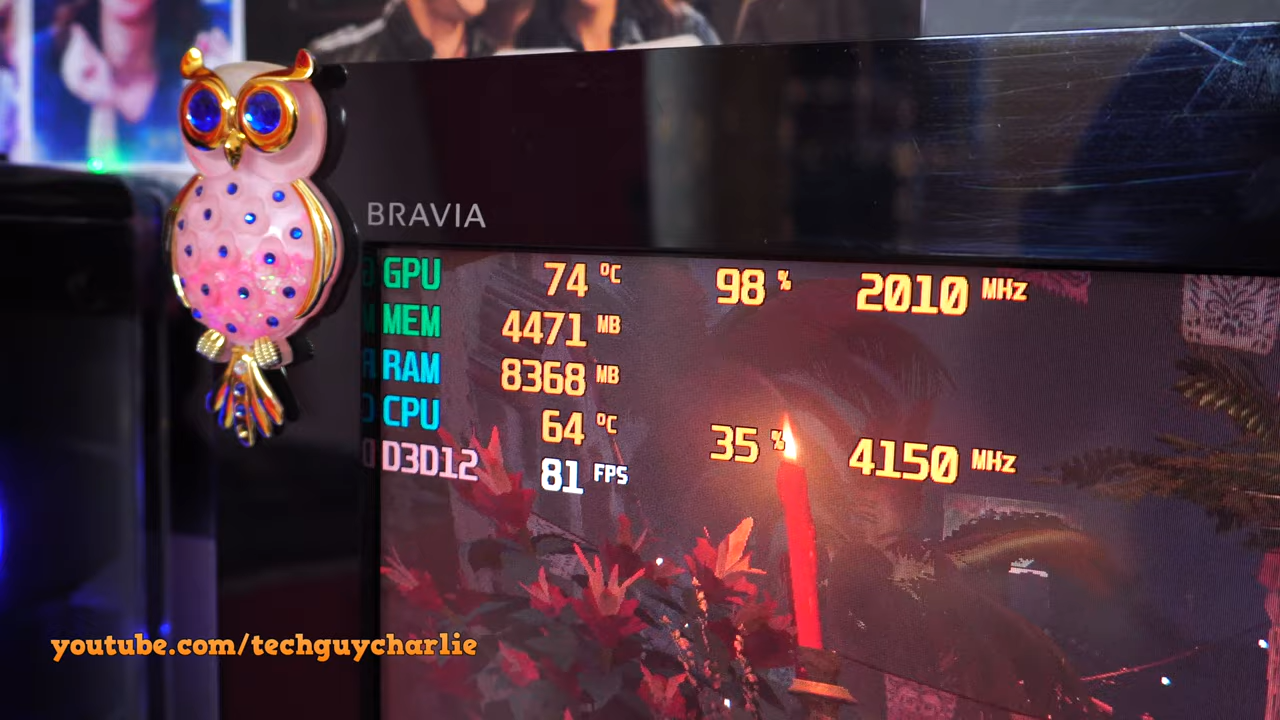 BRAVIA
GPU 74 °C 98 % 2010 MHz
MEM 4471 MB
RAM 8368 MB
CPU 64 °C 35 % 4150 MHz
D3D12 81 FPS
youtube.com/techguycharlie